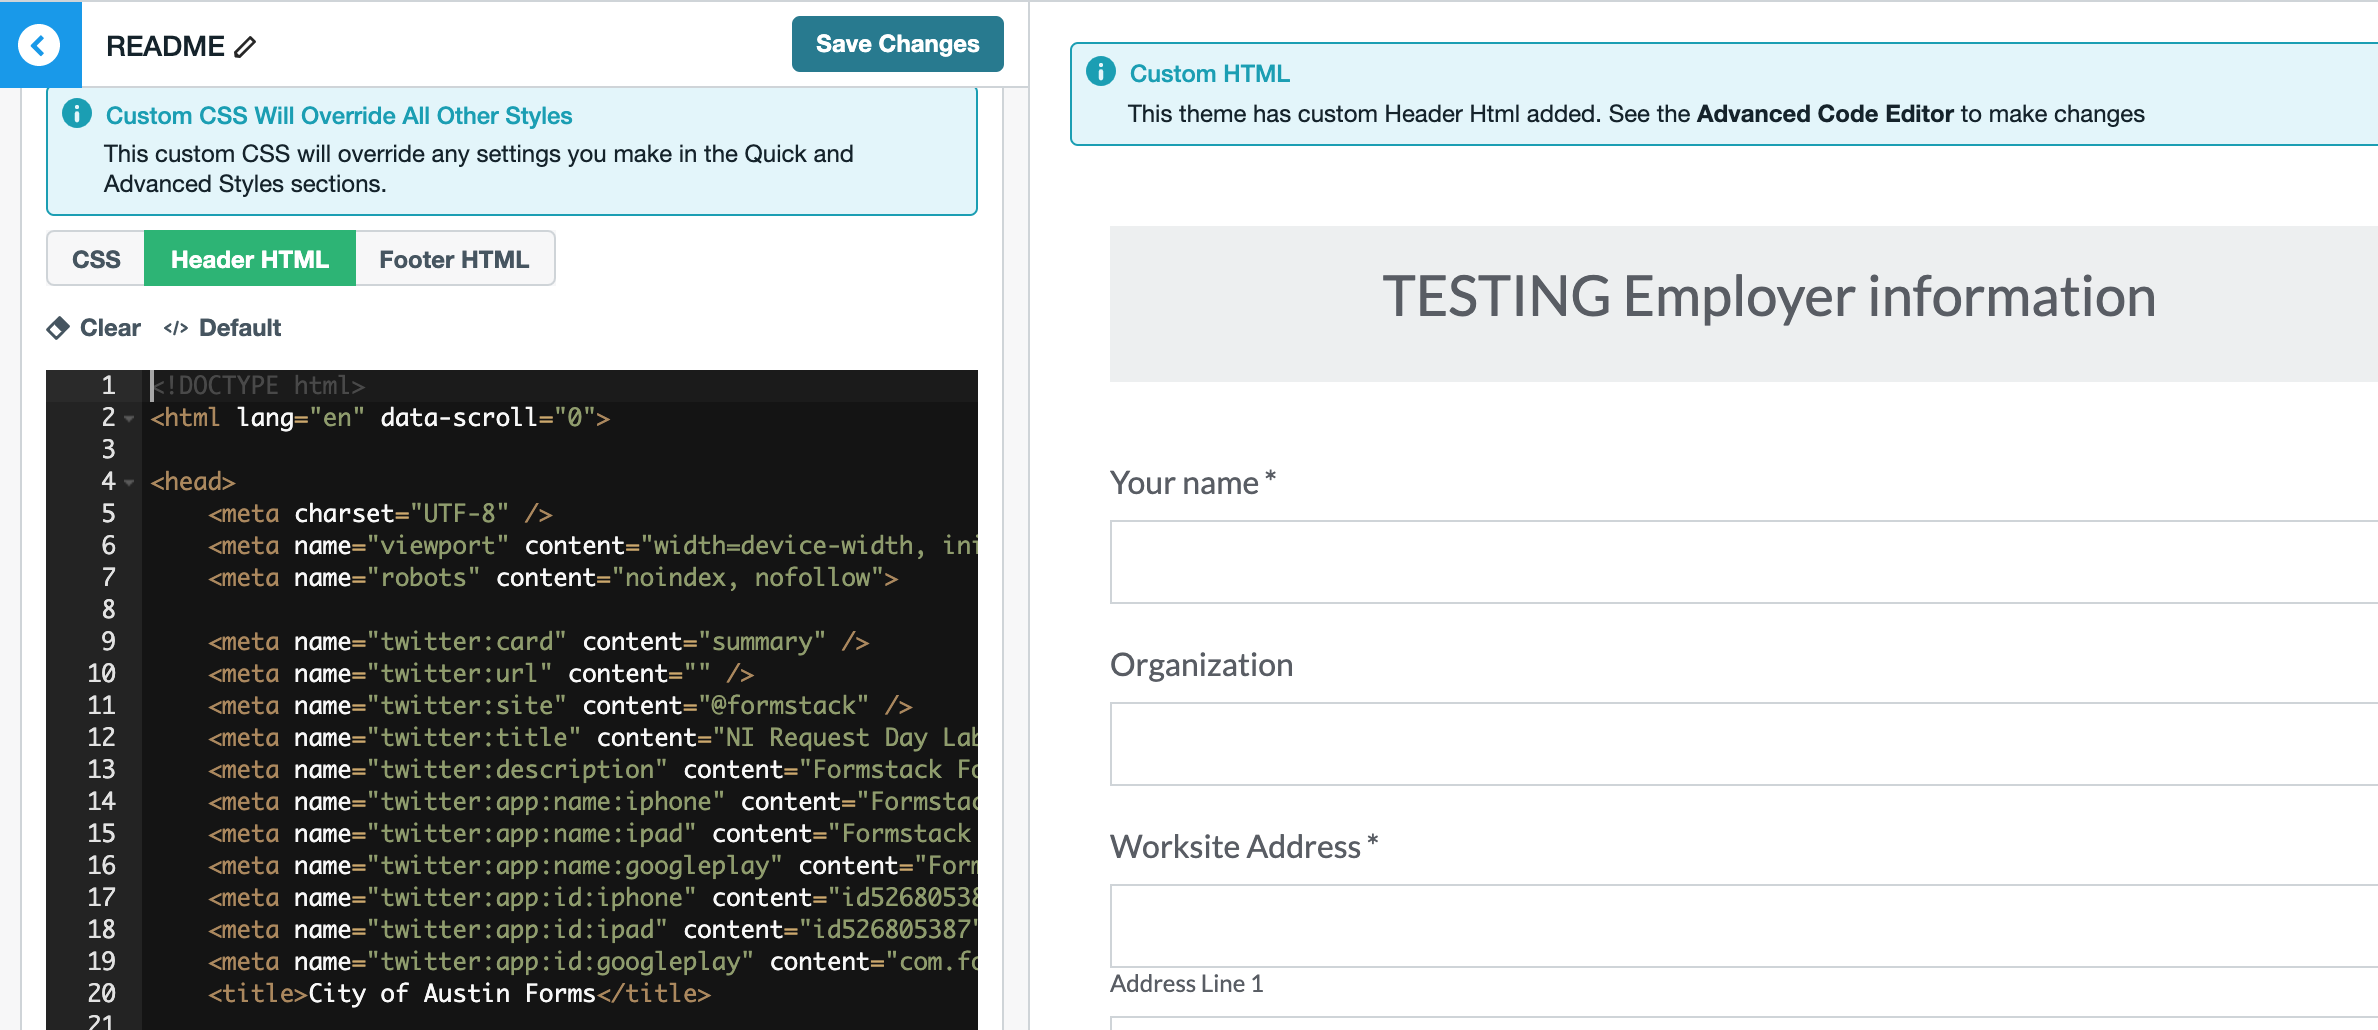 README
Save Changes
Custom CSS Will Override All Other Styles
This custom CSS will override any settings you make in the Quick and
Advanced Styles sections.
CSS
Header HTML
Footer HTML
Clear
</> Default
1 <!DOCTYPE html>
2 <html lang="en" data-scroll="0">
3
4 <head>
5 <meta charset="UTF-8" />
6 <meta name="viewport" content="width=device-width, ini
7 <meta name="robots" content="noindex, nofollow">
8
9 <meta name="twitter:card" content="summary" />
10 <meta name="twitter:url" content="" />
11 <meta name="twitter:site" content="@formstack" />
12 <meta name="twitter:title" content="NI Request Day Lab
13 <meta name="twitter:description" content="Formstack Fo
14 <meta name="twitter:app:name:iphone" content="Formstac
15 <meta name="twitter:app:name:ipad" content="Formstack
16 <meta name="twitter:app:name:googleplay" content="Form
17 <meta name="twitter:app:id:iphone" content="id52680538
18 <meta name="twitter:app:id:ipad" content="id526805387"
19 <meta name="twitter:app:id:googleplay" content="com.fo
20 <title>City of Austin Forms</title>
21
Custom HTML
This theme has custom Header Html added. See the Advanced Code Editor to make changes
TESTING Employer information
Your name *
Organization
Worksite Address *
Address Line 1